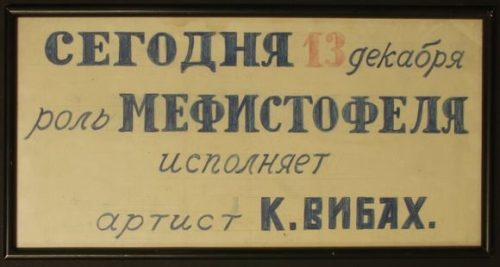 СЕГОДНЯ 13 декабря
роль МЕФИСТОФЕЛЯ
исполняет
артист К. ВИБАХ.